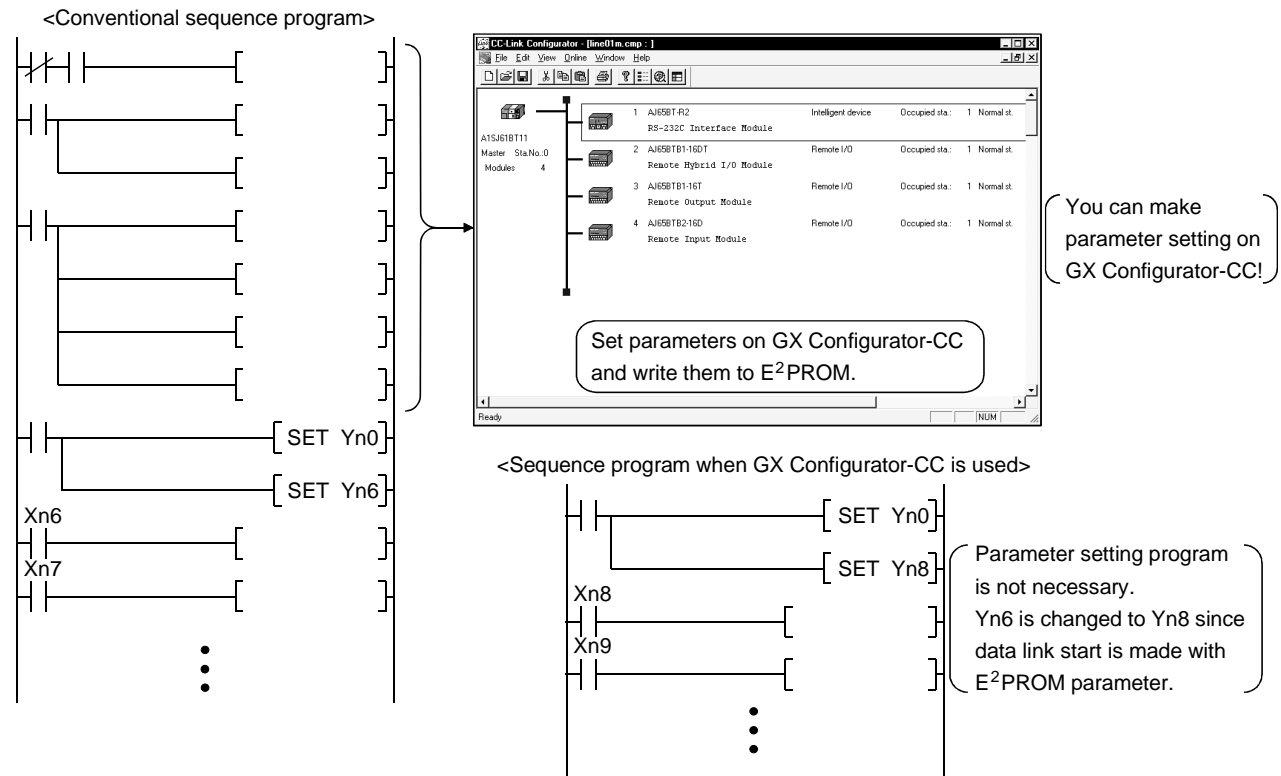 <Conventional sequence program>
SET Yn0
SET Yn6
Xn6
Xn7
CC-Link Configurator - [line01m.cmp : ]
File Edit View Online Window Help
A1SJ61BT11
Master Sta.No.:0
Modules 4
1 AJ65BT-R2 Intelligent device Occupied sta.: 1 Normal st.
RS-232C Interface Module
2 AJ65BTB1-16DT Remote I/O Occupied sta.: 1 Normal st.
Remote Hybrid I/O Module
3 AJ65BTB1-16T Remote I/O Occupied sta.: 1 Normal st.
Remote Output Module
4 AJ65BTB2-16D Remote I/O Occupied sta.: 1 Normal st.
Remote Input Module
Set parameters on GX Configurator-CC
and write them to E²PROM.
Ready NUM
You can make
parameter setting on
GX Configurator-CC!
<Sequence program when GX Configurator-CC is used>
SET Yn0
SET Yn8
Xn8
Xn9
Parameter setting program
is not necessary.
Yn6 is changed to Yn8 since
data link start is made with
E²PROM parameter.